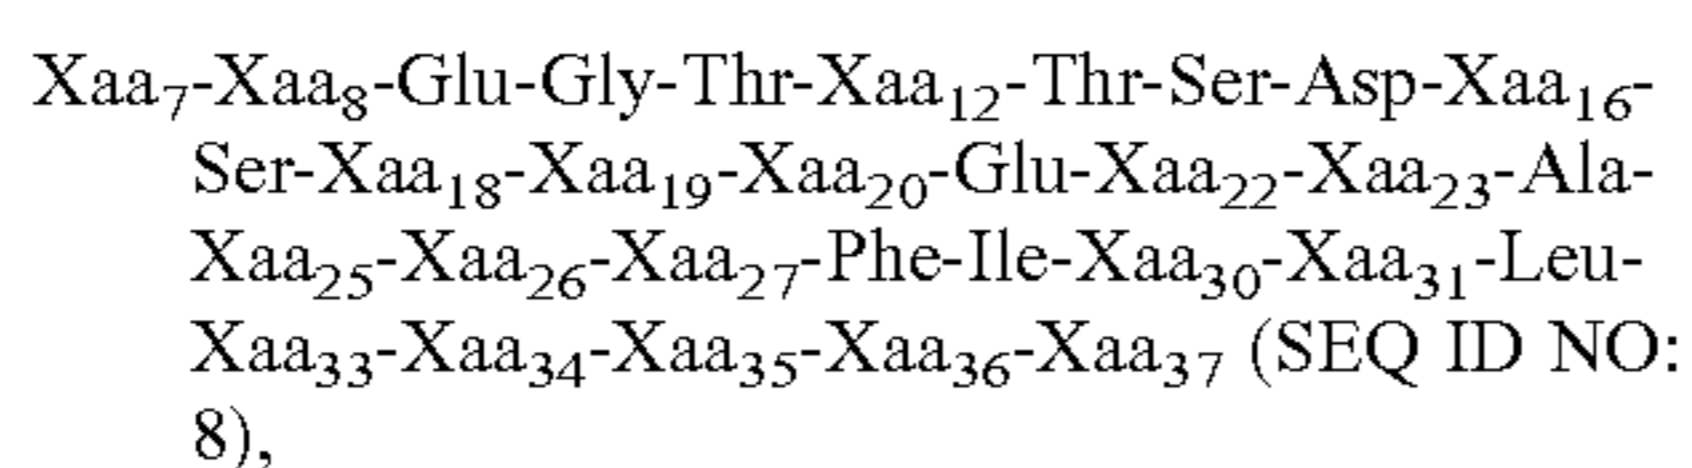 Xaa₇-Xaa₈-Glu-Gly-Thr-Xaa₁₂-Thr-Ser-Asp-Xaa₁₆-
Ser-Xaa₁₈-Xaa₁₉-Xaa₂₀-Glu-Xaa₂₂-Xaa₂₃-Ala-
Xaa₂₅-Xaa₂₆-Xaa₂₇-Phe-Ile-Xaa₃₀-Xaa₃₁-Leu-
Xaa₃₃-Xaa₃₄-Xaa₃₅-Xaa₃₆-Xaa₃₇ (SEQ ID NO:
8),